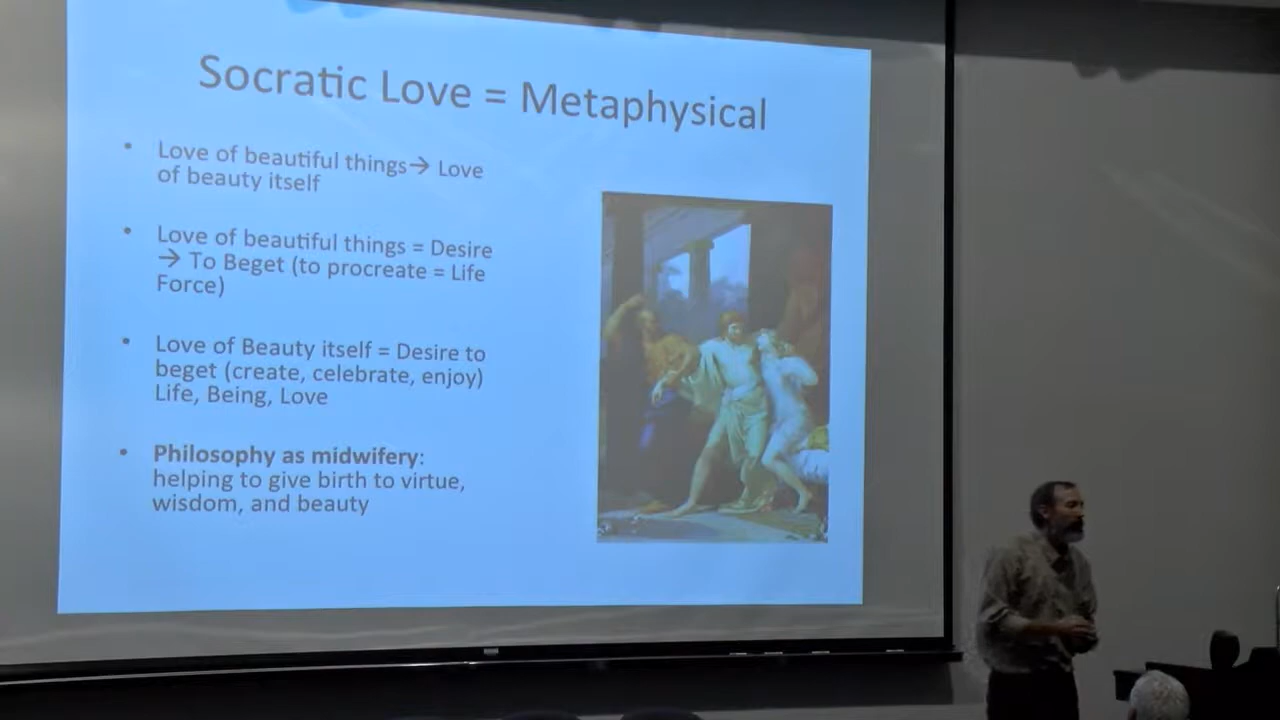 Socratic Love = Metaphysical
• Love of beautiful things→ Love
of beauty itself
• Love of beautiful things = Desire
→ To Beget (to procreate = Life
Force)
• Love of Beauty itself = Desire to
beget (create, celebrate, enjoy)
Life, Being, Love
• Philosophy as midwifery:
helping to give birth to virtue,
wisdom, and beauty